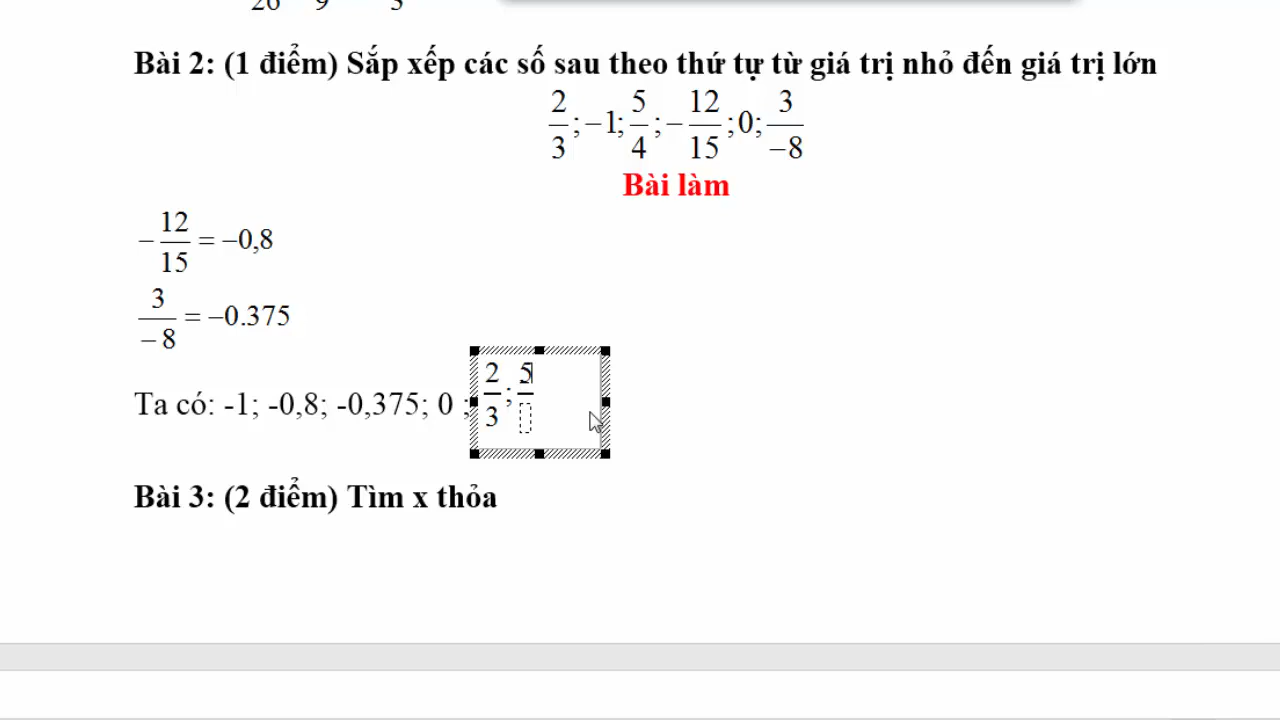 26 9 3
Bài 2: (1 điểm) Sắp xếp các số sau theo thứ tự từ giá trị nhỏ đến giá trị lớn
2/3; −1; 5/4; −12/15; 0; 3/−8
Bài làm
−12/15 = −0,8
3/−8 = −0.375
Ta có: -1; -0,8; -0,375; 0 ; 2/3; 5/
Bài 3: (2 điểm) Tìm x thỏa